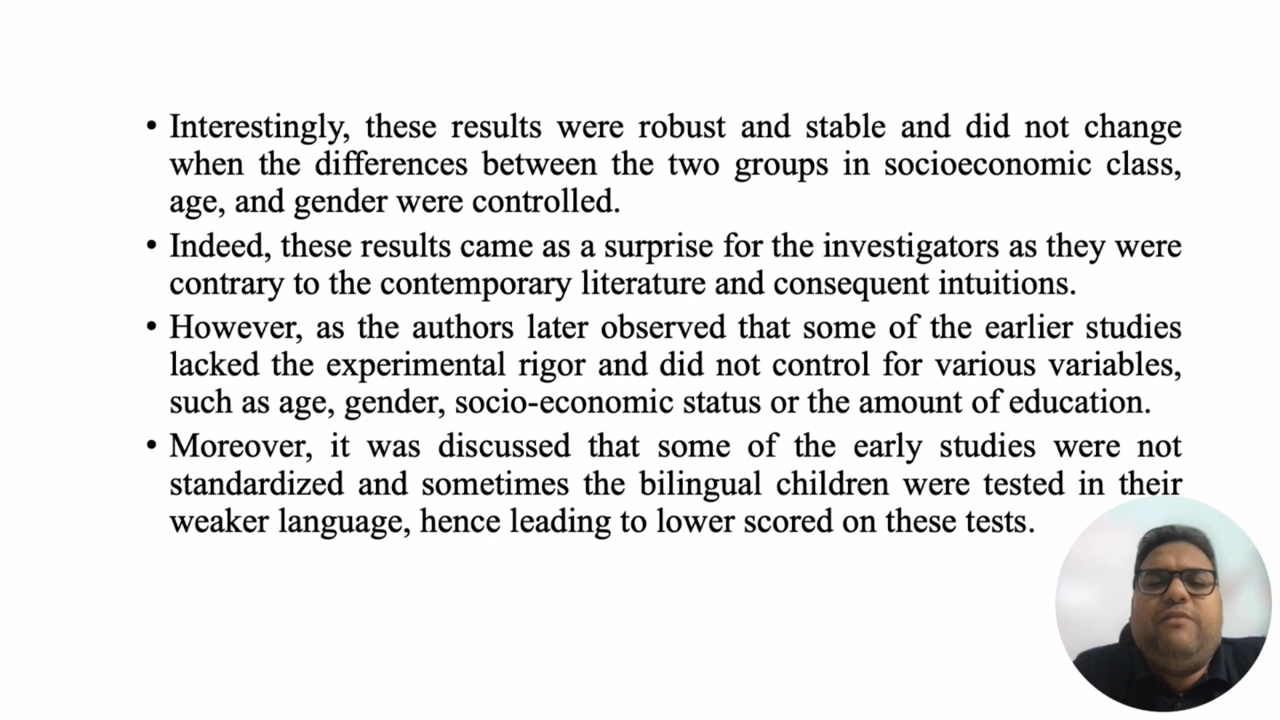 • Interestingly, these results were robust and stable and did not change
when the differences between the two groups in socioeconomic class,
age, and gender were controlled.
• Indeed, these results came as a surprise for the investigators as they were
contrary to the contemporary literature and consequent intuitions.
• However, as the authors later observed that some of the earlier studies
lacked the experimental rigor and did not control for various variables,
such as age, gender, socio-economic status or the amount of education.
• Moreover, it was discussed that some of the early studies were not
standardized and sometimes the bilingual children were tested in their
weaker language, hence leading to lower scored on these tests.